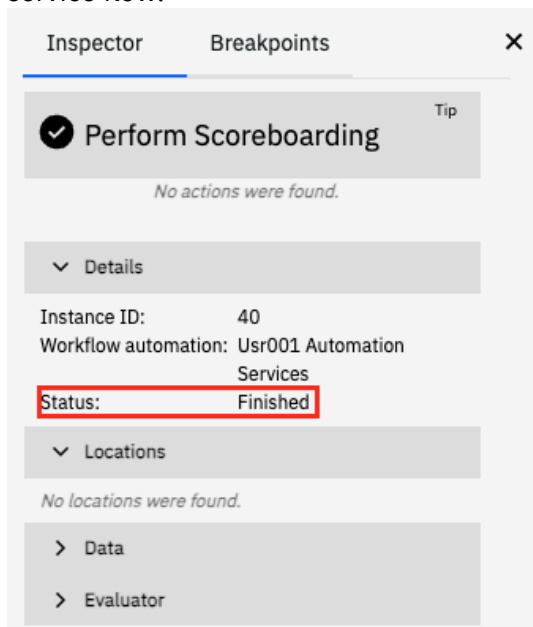 Inspector Breakpoints
Perform Scoreboarding Tip
No actions were found.
Details
Instance ID: 40
Workflow automation: Usr001 Automation
Services
Status: Finished
Locations
No locations were found.
Data
Evaluator